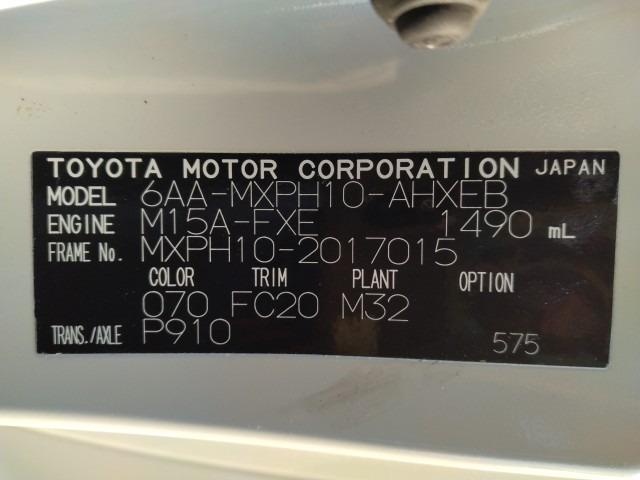 TOYOTA MOTOR CORPORATION JAPAN
MODEL 6AA-MXPH10-AHXEB
ENGINE M15A-FXE 1490 mL
FRAME No. MXPH10-2017015
COLOR TRIM PLANT OPTION
070 FC20 M32
TRANS./AXLE P910 575